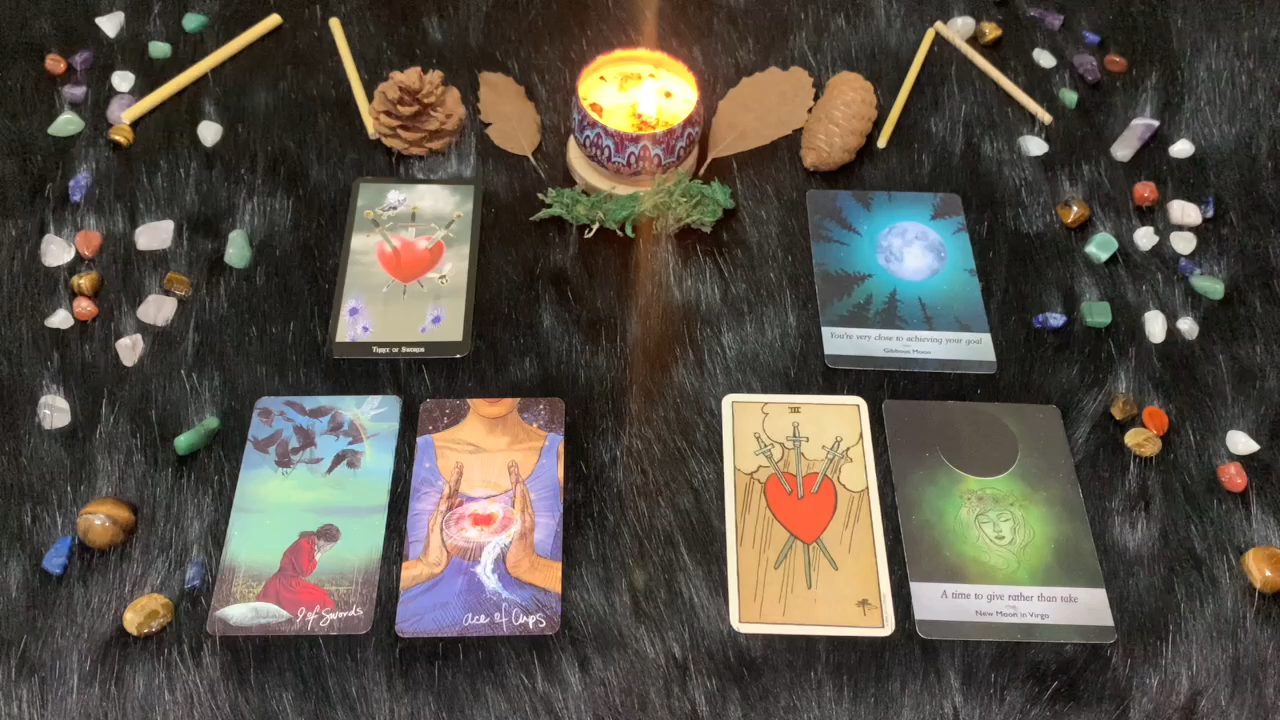 Three of Swords
You're very close to achieving your goal
Gibbous Moon
9 of Swords
ace of Cups
III
A time to give rather than take
New Moon in Virgo